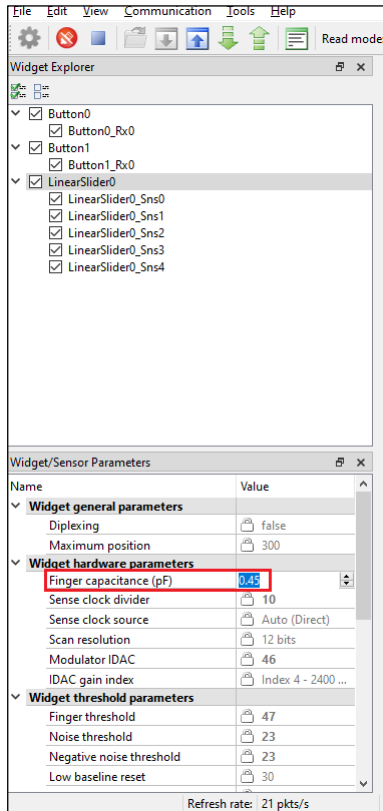 File Edit View Communication Tools Help
Read mode:
Widget Explorer
Button0
Button0_Rx0
Button1
Button1_Rx0
LinearSlider0
LinearSlider0_Sns0
LinearSlider0_Sns1
LinearSlider0_Sns2
LinearSlider0_Sns3
LinearSlider0_Sns4
Widget/Sensor Parameters
Name Value
Widget general parameters
Diplexing false
Maximum position 300
Widget hardware parameters
Finger capacitance (pF) 0.45
Sense clock divider 10
Sense clock source Auto (Direct)
Scan resolution 12 bits
Modulator IDAC 46
IDAC gain index Index 4 - 2400 ...
Widget threshold parameters
Finger threshold 47
Noise threshold 23
Negative noise threshold 23
Low baseline reset 30
Refresh rate: 21 pkts/s